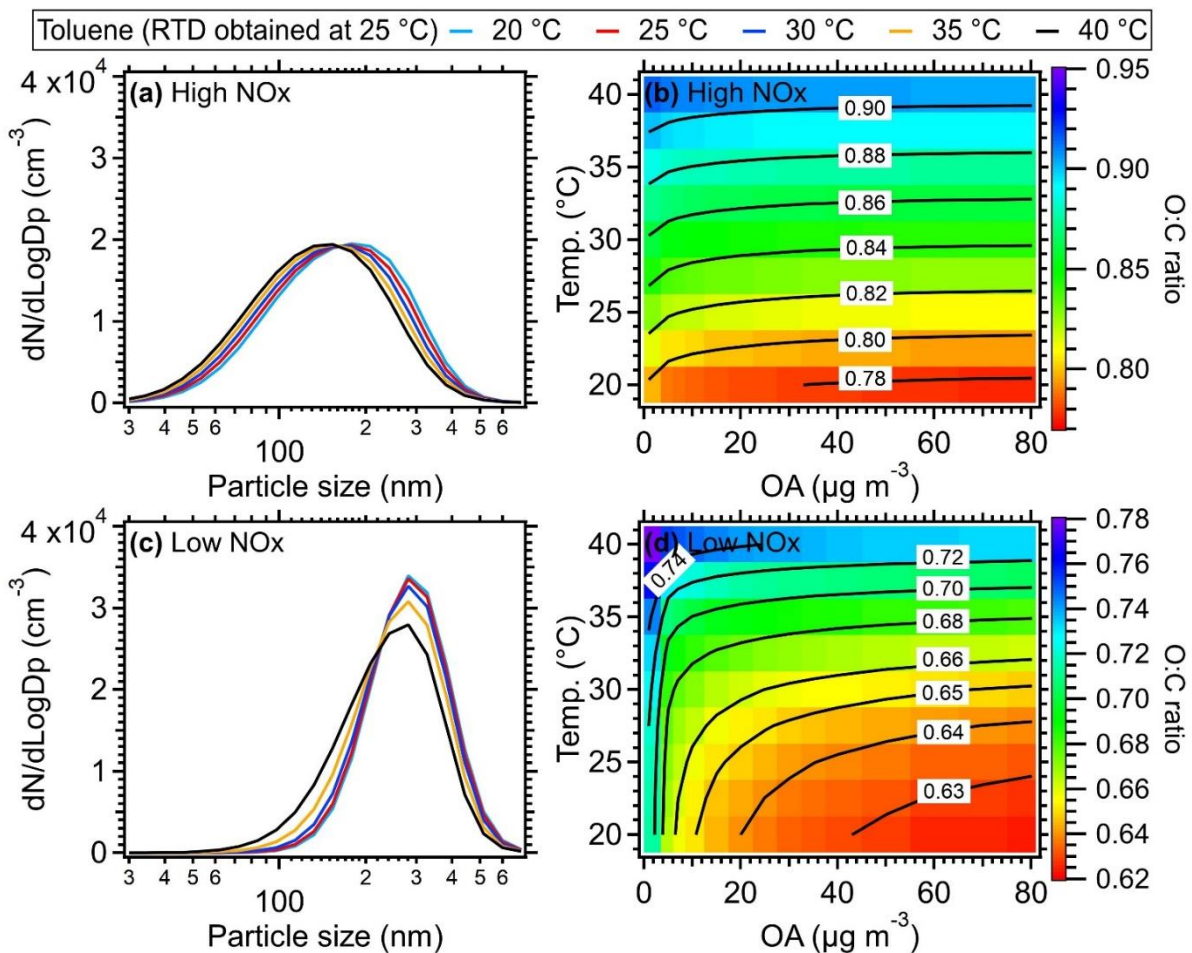 Toluene (RTD obtained at 25 °C) 20 °C 25 °C 30 °C 35 °C 40 °C
(a) High NOx
4 x10⁴
3
2
1
0
dN/dLogDp (cm⁻³)
3 4 5 6 100 2 3 4 5 6
Particle size (nm)
(b) High NOx
40
35
30
25
20
Temp. (°C)
0.90
0.88
0.86
0.84
0.82
0.80
0.78
0 20 40 60 80
OA (µg m⁻³)
0.95
0.90
0.85
0.80
O:C ratio
(c) Low NOx
4 x10⁴
3
2
1
0
dN/dLogDp (cm⁻³)
3 4 5 6 100 2 3 4 5 6
Particle size (nm)
(d) Low NOx
40
35
30
25
20
Temp. (°C)
0.74
0.72
0.70
0.68
0.66
0.65
0.64
0.63
0 20 40 60 80
OA (µg m⁻³)
0.78
0.76
0.74
0.72
0.70
0.68
0.66
0.64
0.62
O:C ratio